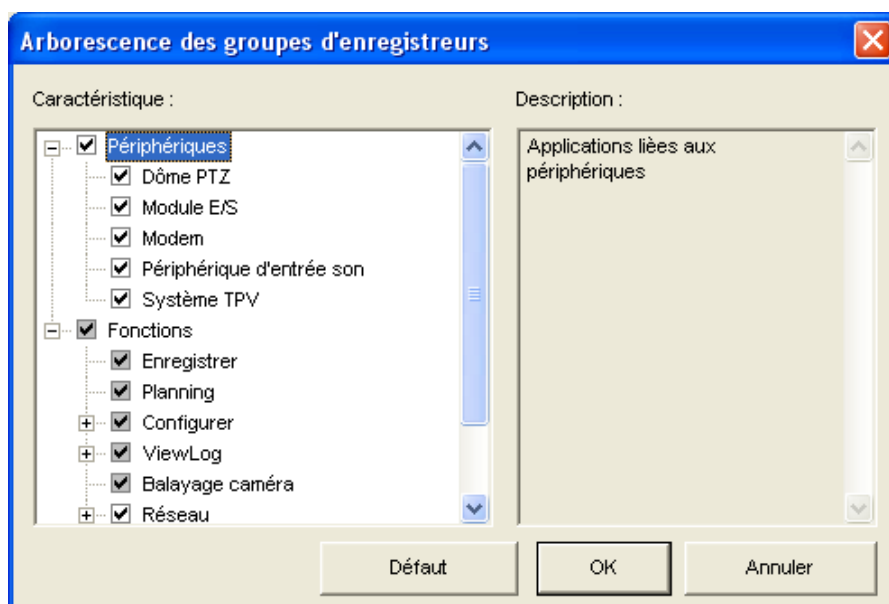 Arborescence des groupes d'enregistreurs
Caractéristique :
Description :
Périphériques
Dôme PTZ
Module E/S
Modem
Périphérique d'entrée son
Système TPV
Fonctions
Enregistrer
Planning
Configurer
ViewLog
Balayage caméra
Réseau
Applications lièes aux
périphériques
Défaut
OK
Annuler